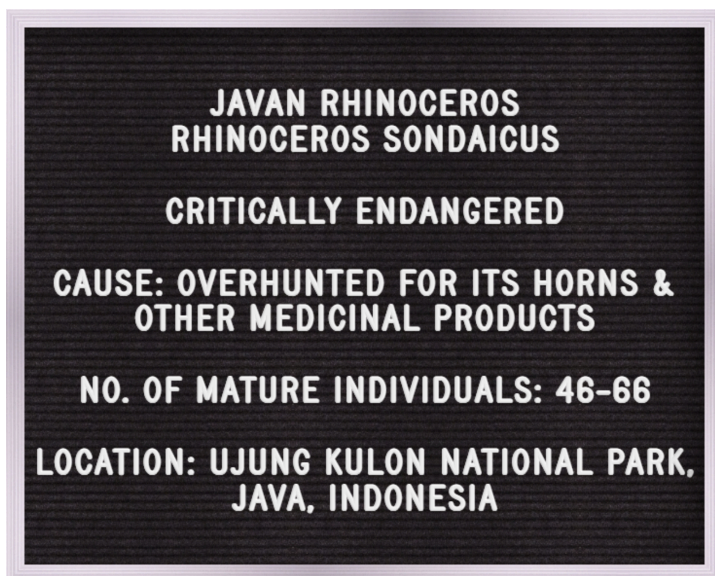 JAVAN RHINOCEROS
RHINOCEROS SONDAICUS
CRITICALLY ENDANGERED
CAUSE: OVERHUNTED FOR ITS HORNS &
OTHER MEDICINAL PRODUCTS
NO. OF MATURE INDIVIDUALS: 46-66
LOCATION: UJUNG KULON NATIONAL PARK,
JAVA, INDONESIA